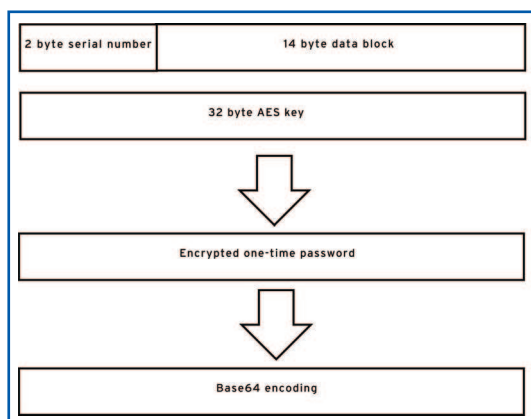 2 byte serial number
14 byte data block
32 byte AES key
Encrypted one-time password
Base64 encoding